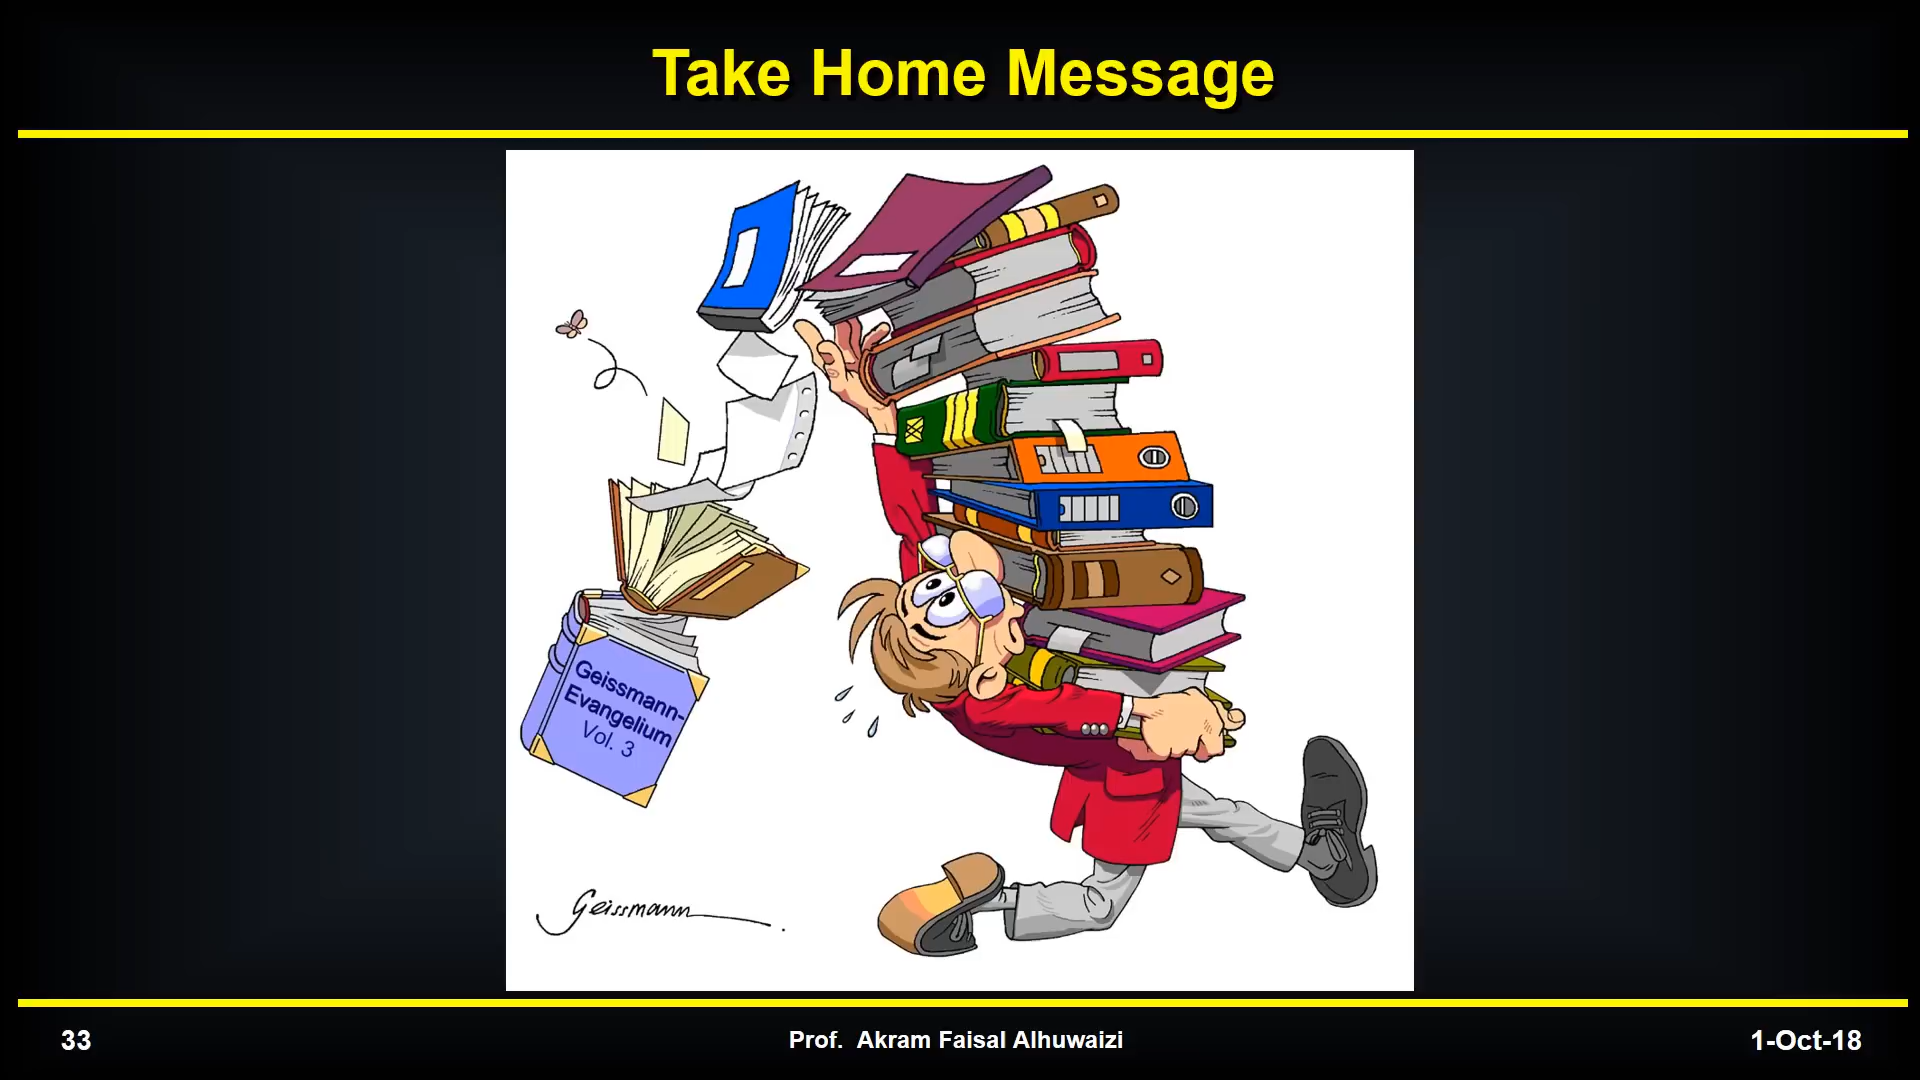 Take Home Message
Geissmann-
Evangelium
Vol. 3
Geissmann
33
Prof. Akram Faisal Alhuwaizi
1-Oct-18